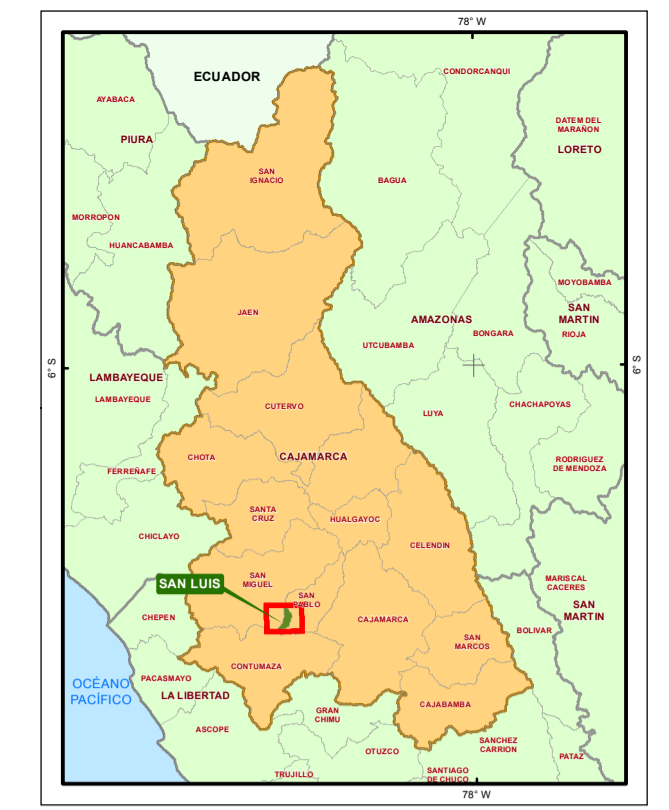 78° W
ECUADOR
CONDORCANQUI
AYABACA
DATEM DEL
MARAÑON
PIURA
LORETO
SAN
IGNACIO
BAGUA
MORROPON
HUANCABAMBA
MOYOBAMBA
JAEN
SAN
MARTIN
AMAZONAS
BONGARA
RIOJA
UTCUBAMBA
6° S
6° S
LAMBAYEQUE
LAMBAYEQUE
CUTERVO
LUYA
CHACHAPOYAS
CHOTA
CAJAMARCA
FERREÑAFE
RODRIGUEZ
DE MENDOZA
SANTA
CRUZ
HUALGAYOC
CHICLAYO
CELENDIN
SAN
MIGUEL
SAN LUIS
SAN
PABLO
MARISCAL
CACERES
SAN
MARTIN
CHEPEN
CAJAMARCA
BOLIVAR
SAN
MARCOS
CONTUMAZA
PACASMAYO
OCÉANO
PACÍFICO
LA LIBERTAD
CAJABAMBA
GRAN
CHIMU
ASCOPE
SANCHEZ
CARRION
OTUZCO
PATAZ
TRUJILLO
SANTIAGO
DE CHUCO
78° W